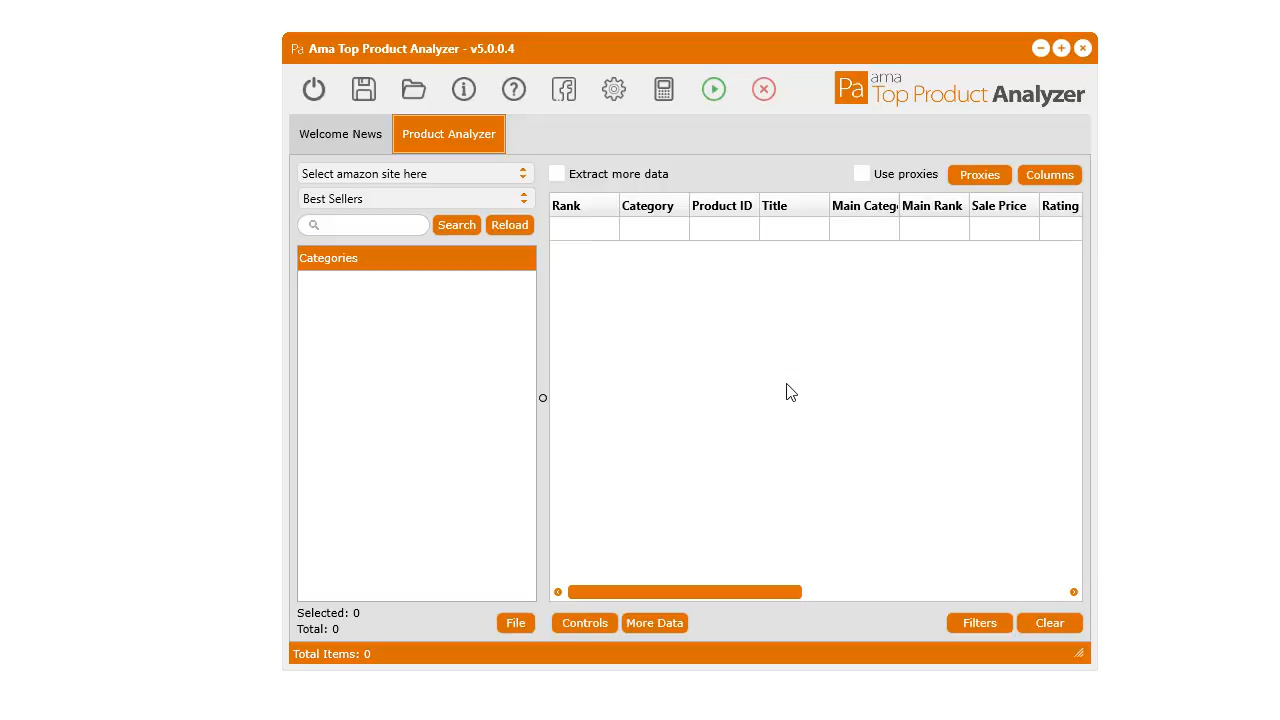 Pa Ama Top Product Analyzer - v5.0.0.4
Pa ama Top Product Analyzer
Welcome News Product Analyzer
Select amazon site here
Extract more data Use proxies Proxies Columns
Best Sellers
Search Reload
Rank Category Product ID Title Main Categ Main Rank Sale Price Rating
Categories
Selected: 0
Total: 0
File Controls More Data Filters Clear
Total Items: 0